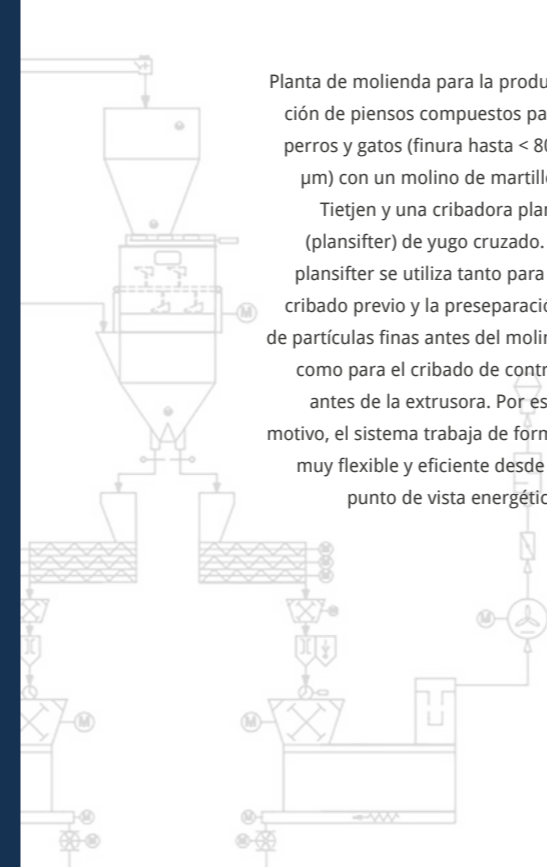 Planta de molienda para la produ
ción de piensos compuestos pa
perros y gatos (finura hasta < 80
µm) con un molino de martill
Tietjen y una cribadora plan
(plansifter) de yugo cruzado.
plansifter se utiliza tanto para
cribado previo y la preseparació
de partículas finas antes del molin
como para el cribado de contr
antes de la extrusora. Por es
motivo, el sistema trabaja de form
muy flexible y eficiente desde
punto de vista energétic
M
M
M
M
M
M
M
M